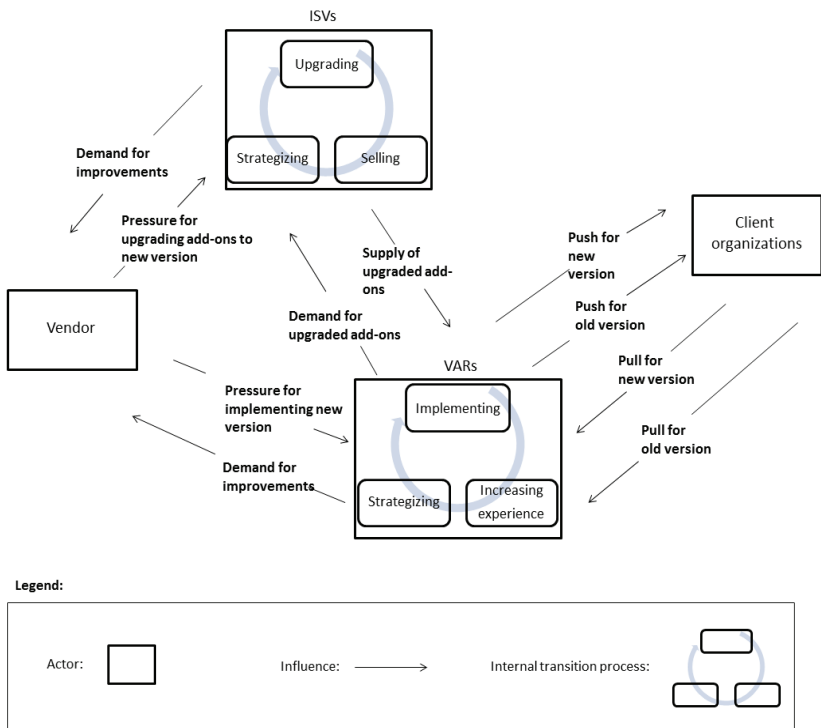 ISVs
Upgrading
Strategizing
Selling
Demand for
improvements
Pressure for
upgrading add-ons to
new version
Supply of
upgraded add-
ons
Demand for
upgraded add-ons
Push for
new
version
Client
organizations
Push for
old version
Vendor
Pull for
new version
Pull for
old version
VARs
Implementing
Strategizing
Increasing
experience
Pressure for
implementing new
version
Demand for
improvements
Legend:
Actor:
Influence:
Internal transition process: